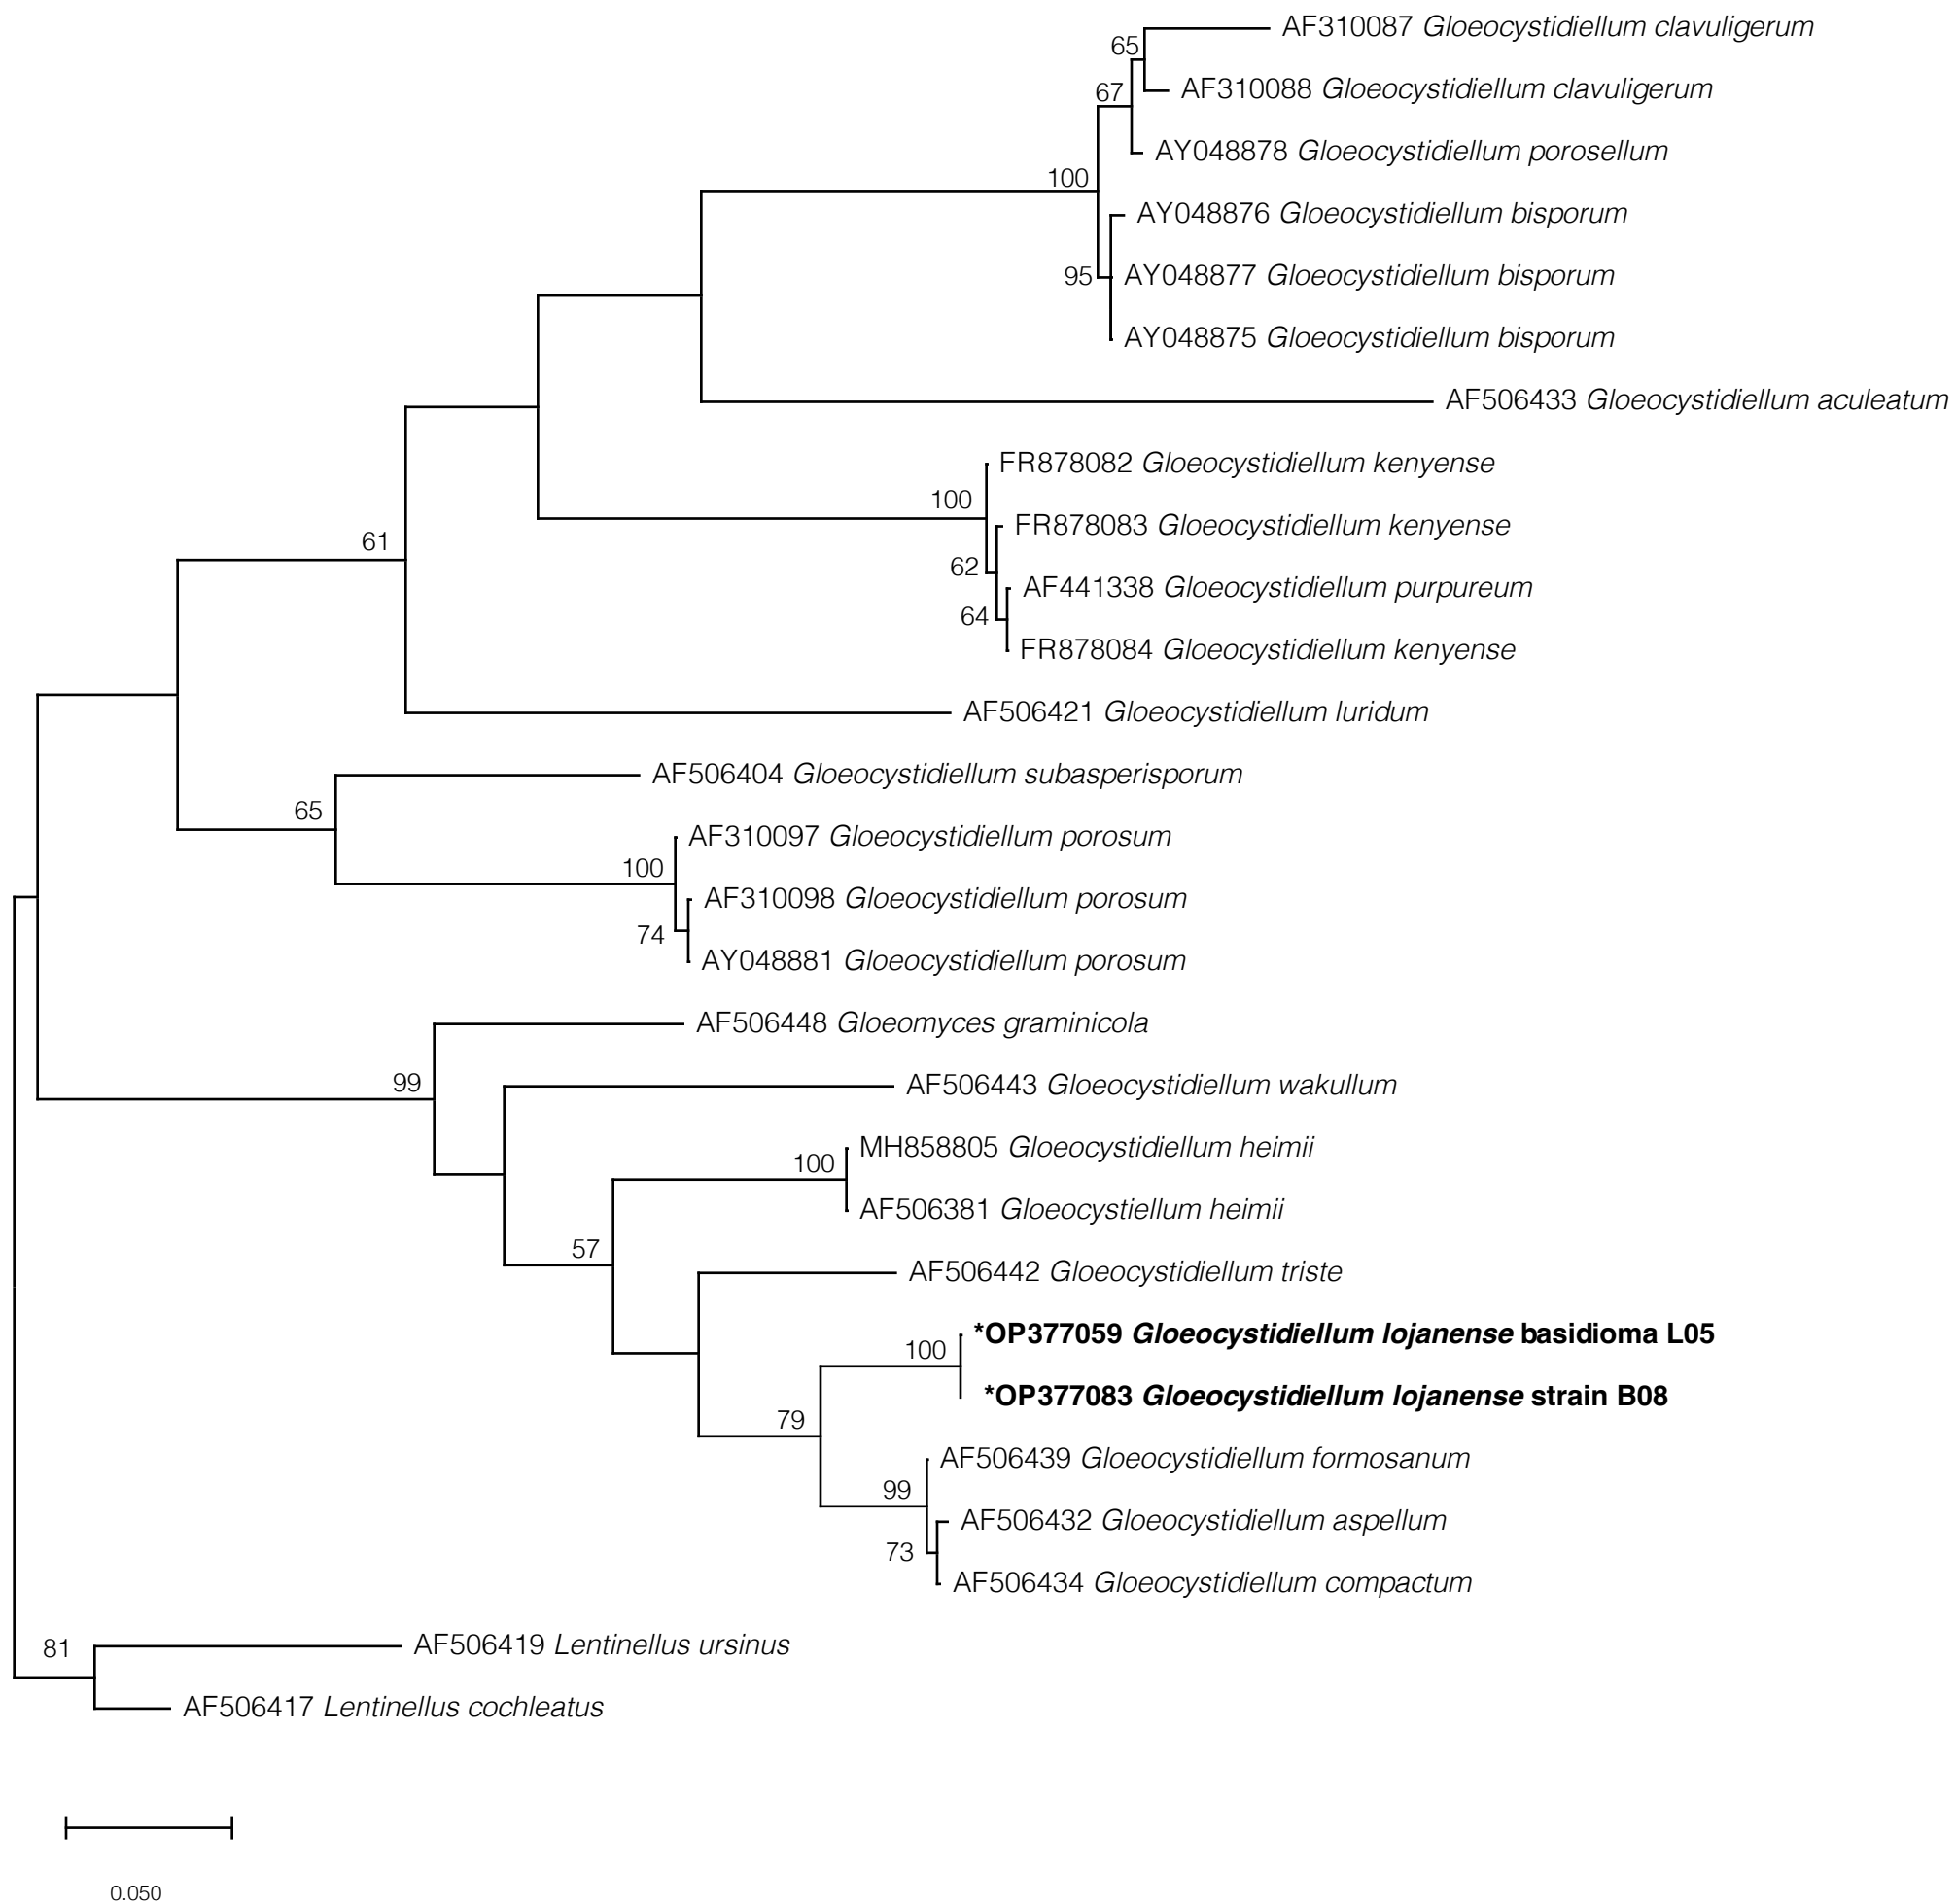 AF310087 Gloeocystidiellum clavuligerum
65
AF310088 Gloeocystidiellum clavuligerum
67
AY048878 Gloeocystidiellum porosellum
100
AY048876 Gloeocystidiellum bisporum
95
AY048877 Gloeocystidiellum bisporum
AY048875 Gloeocystidiellum bisporum
AF506433 Gloeocystidiellum aculeatum
FR878082 Gloeocystidiellum kenyense
100
FR878083 Gloeocystidiellum kenyense
61
62
AF441338 Gloeocystidiellum purpureum
64
FR878084 Gloeocystidiellum kenyense
AF506421 Gloeocystidiellum luridum
AF506404 Gloeocystidiellum subasperisporum
65
AF310097 Gloeocystidiellum porosum
100
AF310098 Gloeocystidiellum porosum
74
AY048881 Gloeocystidiellum porosum
AF506448 Gloeomyces graminicola
99
AF506443 Gloeocystidiellum wakullum
MH858805 Gloeocystidiellum heimii
100
AF506381 Gloeocystiellum heimii
57
AF506442 Gloeocystidiellum triste
*OP377059 Gloeocystidiellum lojanense basidioma L05
100
*OP377083 Gloeocystidiellum lojanense strain B08
79
AF506439 Gloeocystidiellum formosanum
99
AF506432 Gloeocystidiellum aspellum
73
AF506434 Gloeocystidiellum compactum
81
AF506419 Lentinellus ursinus
AF506417 Lentinellus cochleatus
0.050